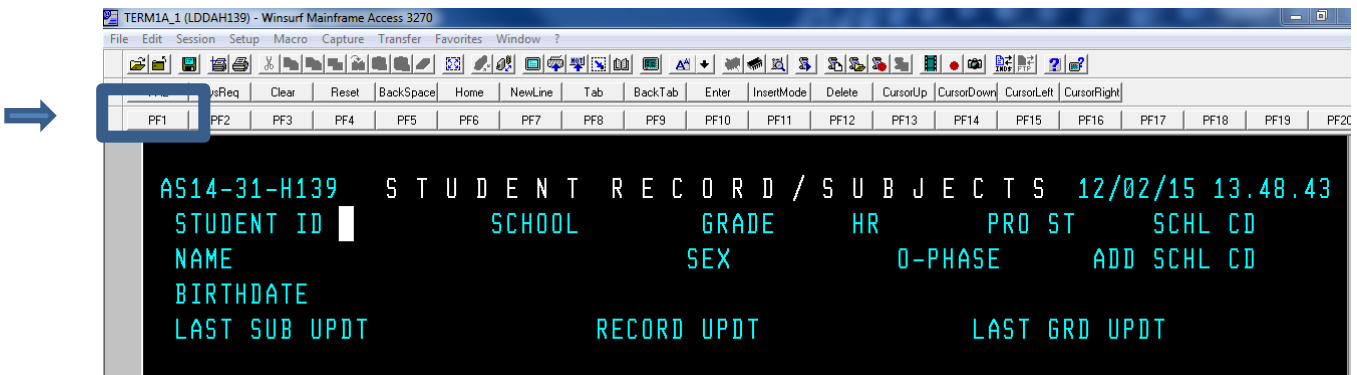 TERM1A_1 (LDDAH139) - Winsurf Mainframe Access 3270
File Edit Session Setup Macro Capture Transfer Favorites Window ?
SysReq Clear Reset BackSpace Home NewLine Tab BackTab Enter InsertMode Delete CursorUp CursorDown CursorLeft CursorRight
PF1 PF2 PF3 PF4 PF5 PF6 PF7 PF8 PF9 PF10 PF11 PF12 PF13 PF14 PF15 PF16 PF17 PF18 PF19 PF20
AS14-31-H139 S T U D E N T R E C O R D / S U B J E C T S 12/02/15 13.48.43
STUDENT ID SCHOOL GRADE HR PRO ST SCHL CD
NAME SEX O-PHASE ADD SCHL CD
BIRTHDATE
LAST SUB UPDT RECORD UPDT LAST GRD UPDT